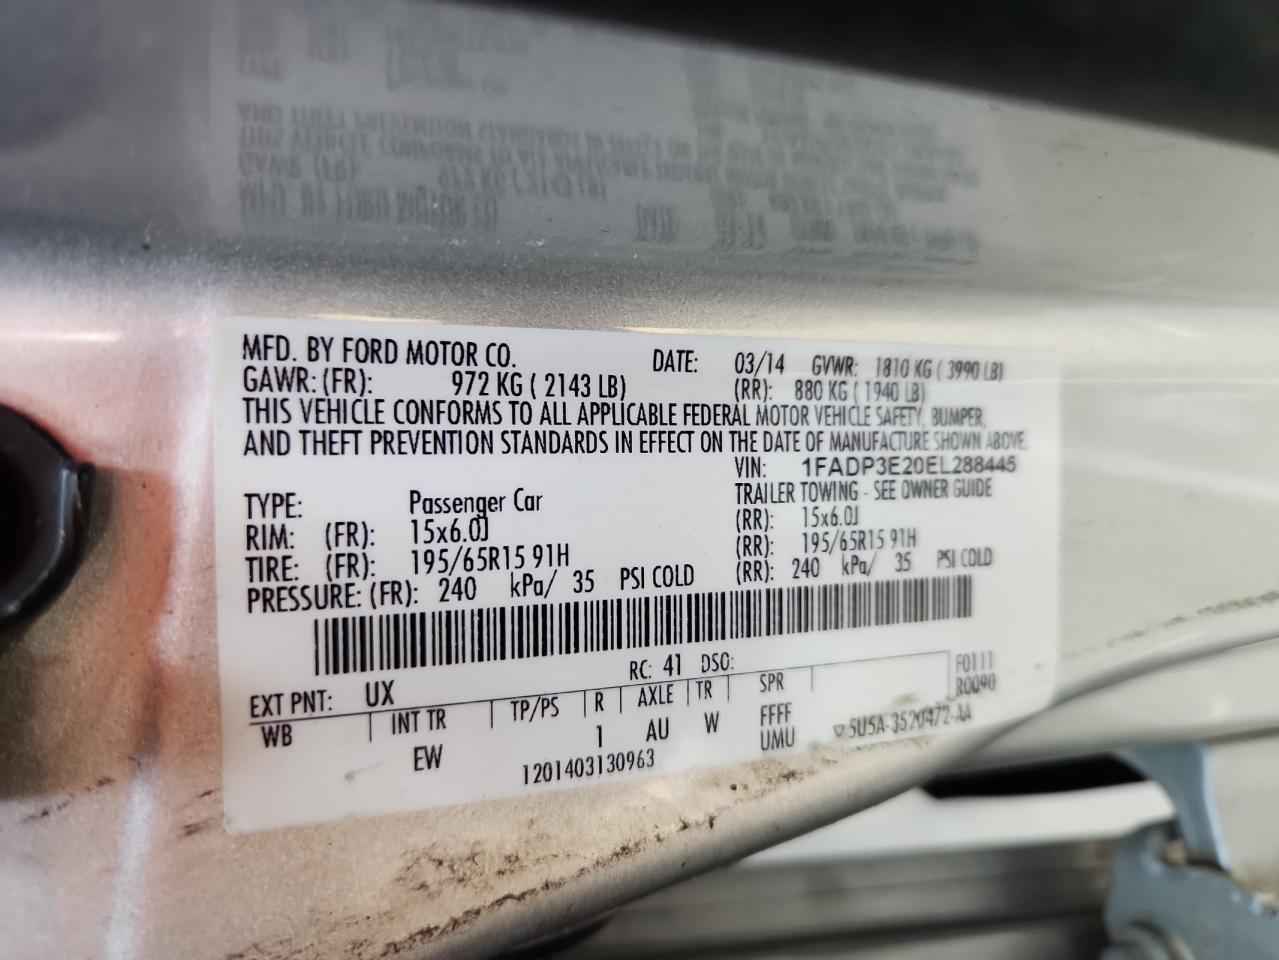 MFD. BY FORD MOTOR CO. DATE: 03/14 GVWR: 1810 KG ( 3990 LB)
GAWR: (FR): 972 KG ( 2143 LB) (RR): 880 KG ( 1940 LB)
THIS VEHICLE CONFORMS TO ALL APPLICABLE FEDERAL MOTOR VEHICLE SAFETY, BUMPER,
AND THEFT PREVENTION STANDARDS IN EFFECT ON THE DATE OF MANUFACTURE SHOWN ABOVE.
VIN: 1FADP3E20EL288445
TYPE: Passenger Car TRAILER TOWING - SEE OWNER GUIDE
RIM: (FR): 15x6.0J (RR): 15x6.0J
TIRE: (FR): 195/65R15 91H (RR): 195/65R15 91H
PRESSURE: (FR): 240 kPa/ 35 PSI COLD (RR): 240 kPa/ 35 PSI COLD
RC: 41 DSO: F0111
EXT PNT: UX R0090
WB INT TR TP/PS R AXLE TR SPR
EW 1 AU W FFFF ▽5U5A-3520472-AA
UMU
1201403130963